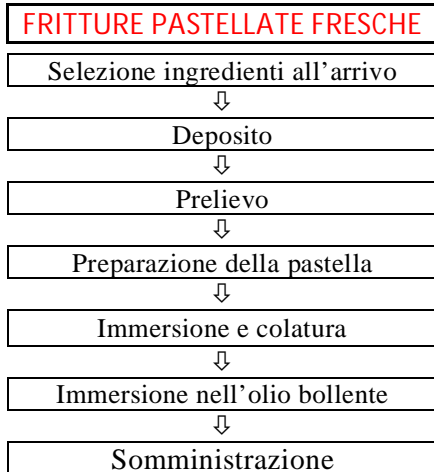 FRITTURE PASTELLATE FRESCHE
Selezione ingredienti all'arrivo
⇩
Deposito
⇩
Prelievo
⇩
Preparazione della pastella
⇩
Immersione e colatura
⇩
Immersione nell'olio bollente
⇩
Somministrazione